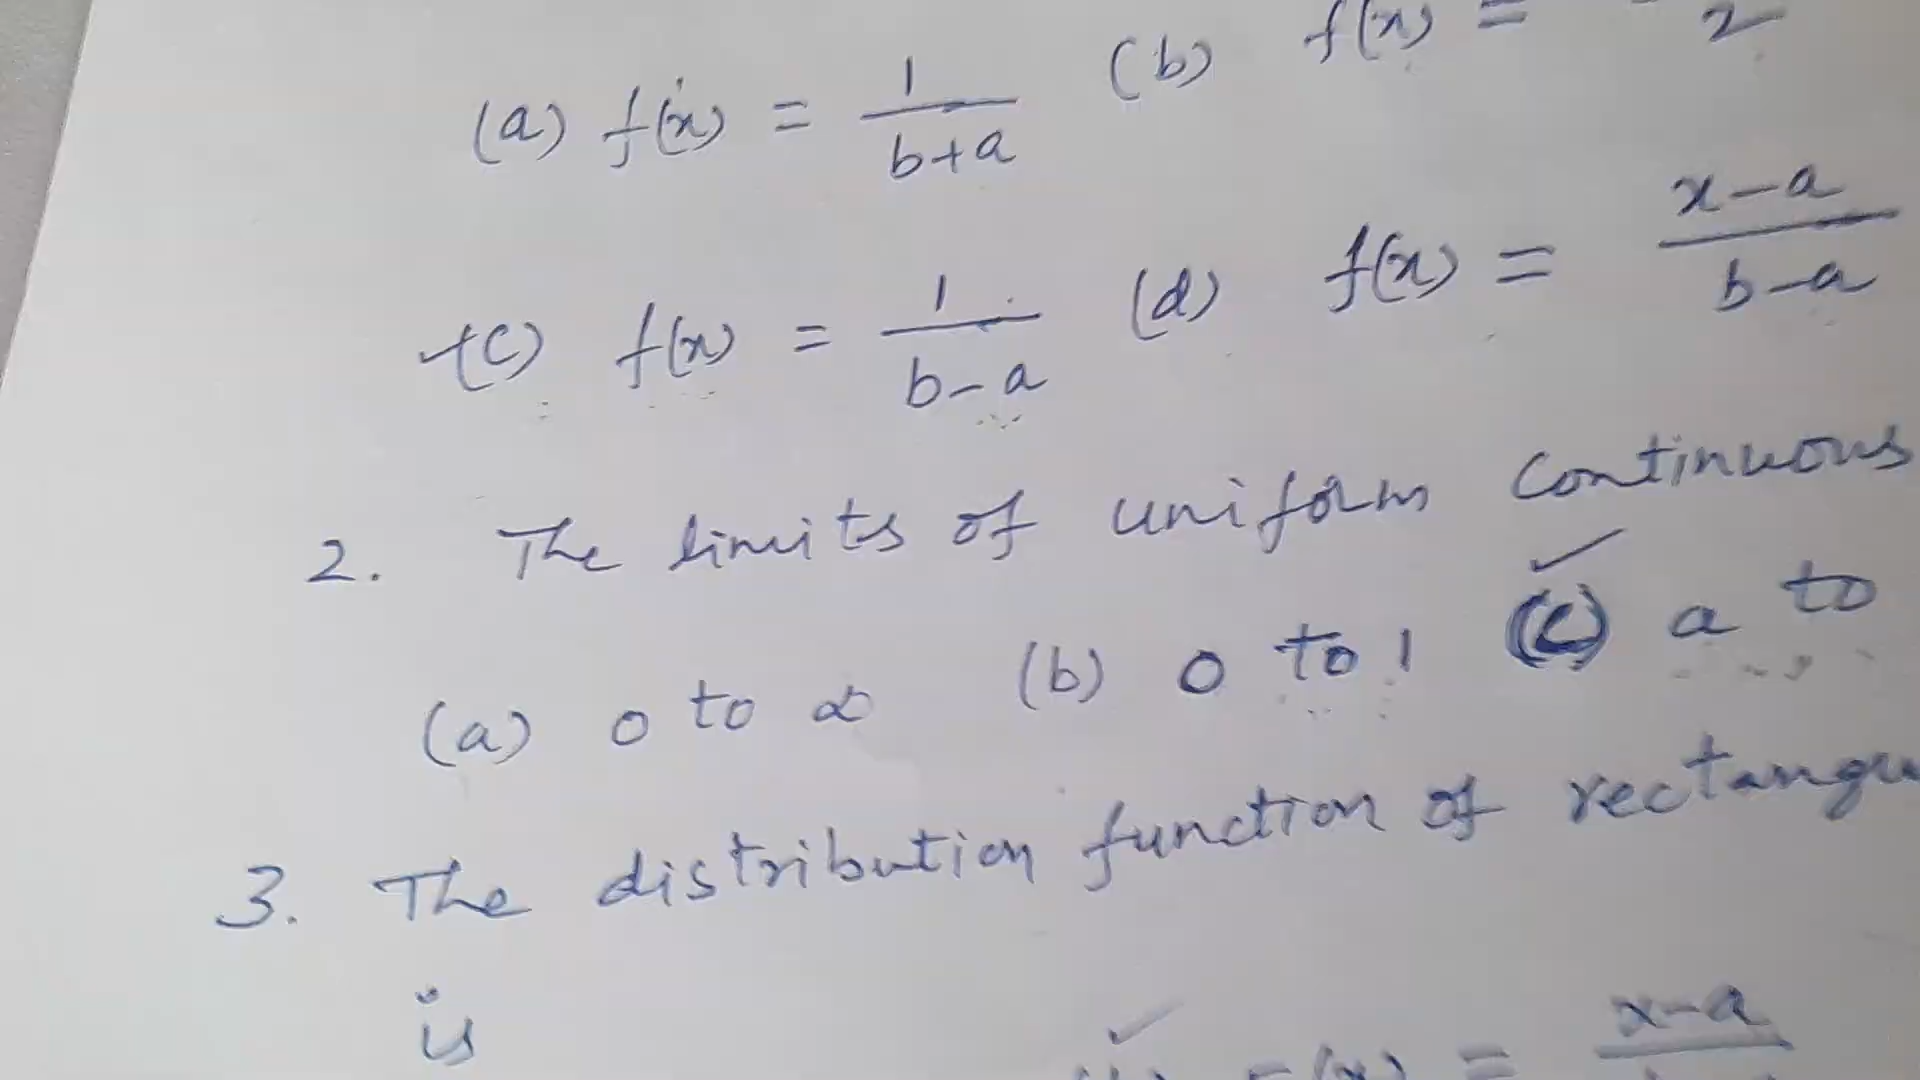 (a) f(x) = 1/(b+a) (b) f(x) = 2
(c) f(x) = 1/(b-a) (d) f(x) = (x-a)/(b-a)
2. The limits of uniform continuous
(a) 0 to ∞ (b) 0 to 1 (c) a to
3. The distribution function of
is
x-a